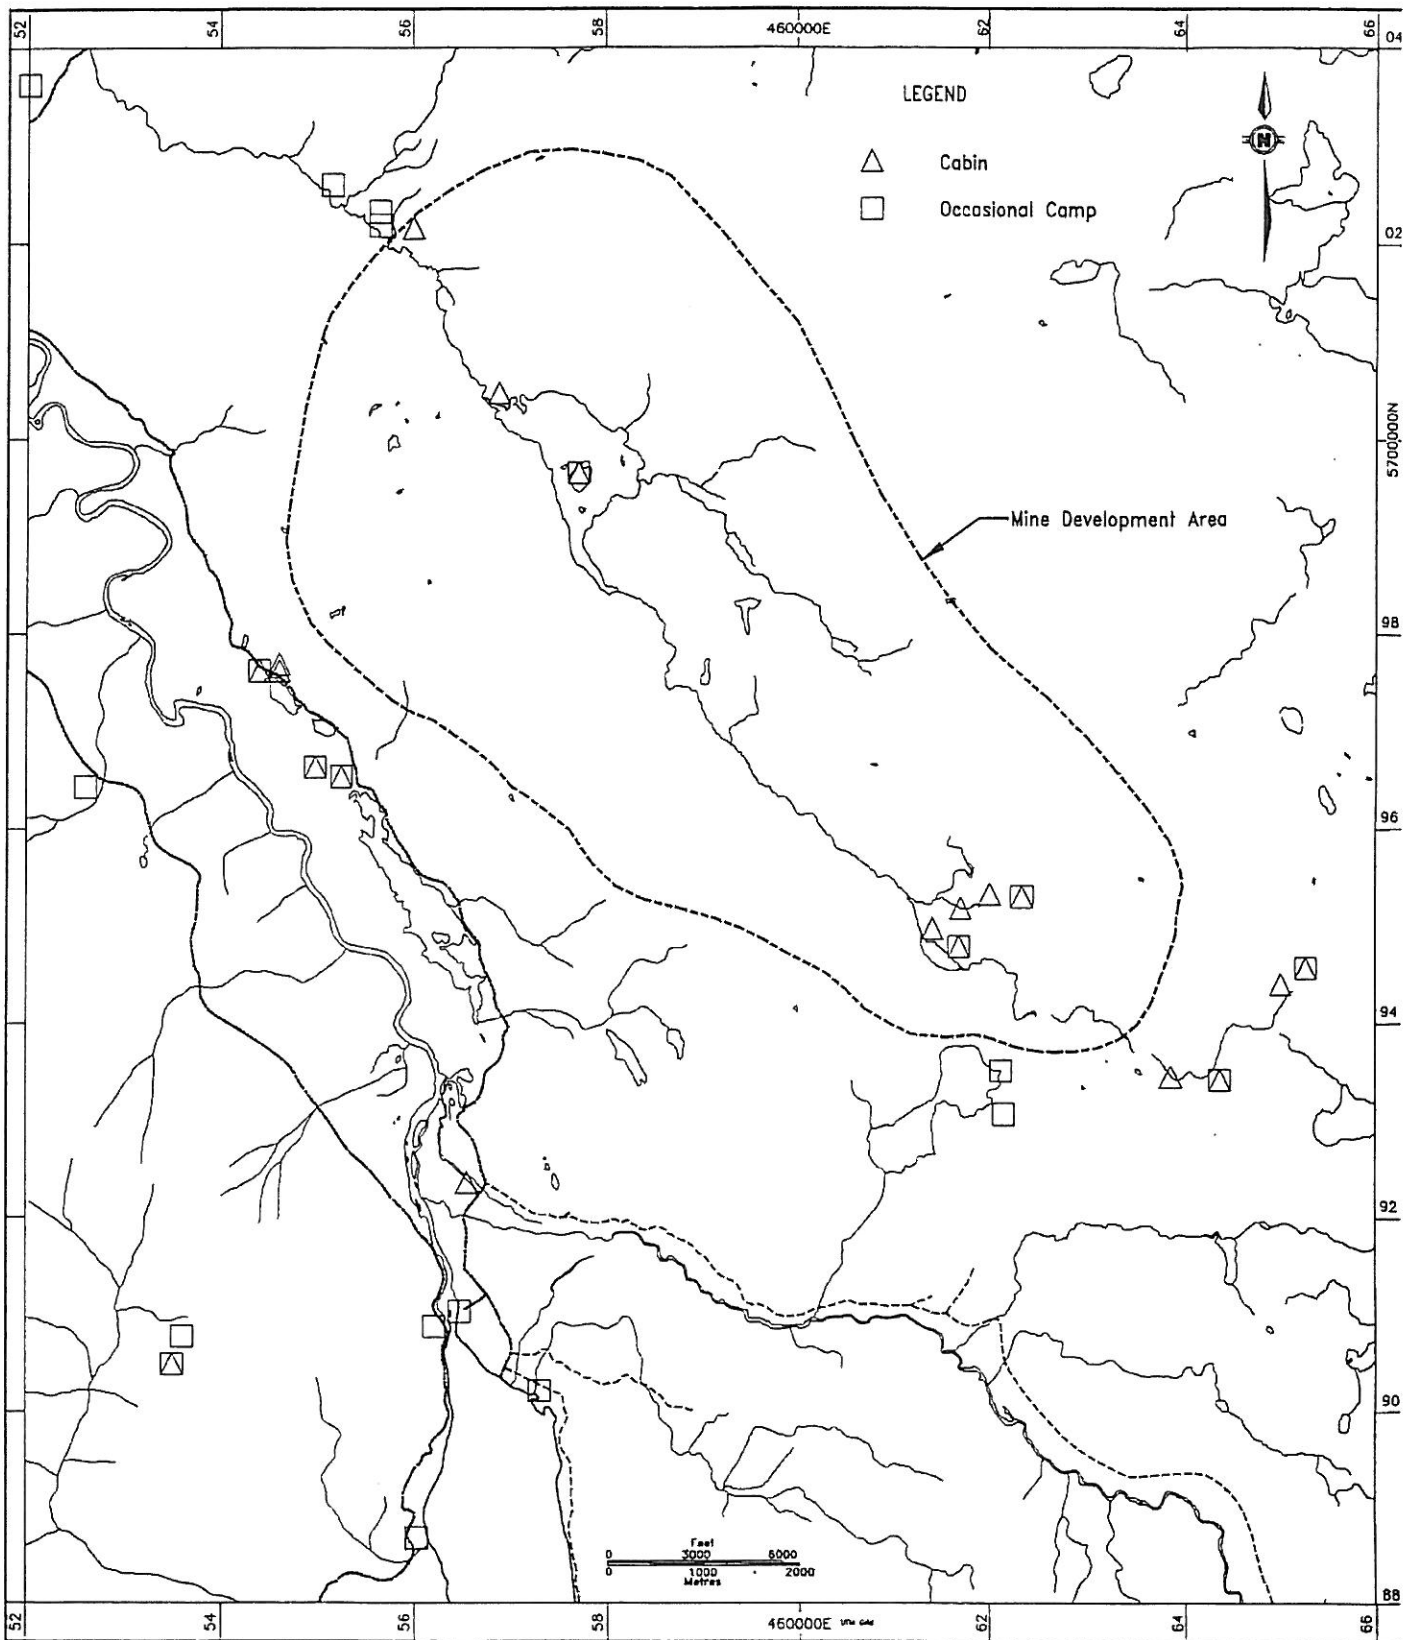 52 54 56 58 460000E 62 64 66
04
LEGEND
N
Cabin
Occasional Camp
02
5700000N
Mine Development Area
98
96
94
92
90
Feet
0 3000 6000
0 1000 2000
Metres
88
52 54 56 58 460000E UTM Grid 62 64 66